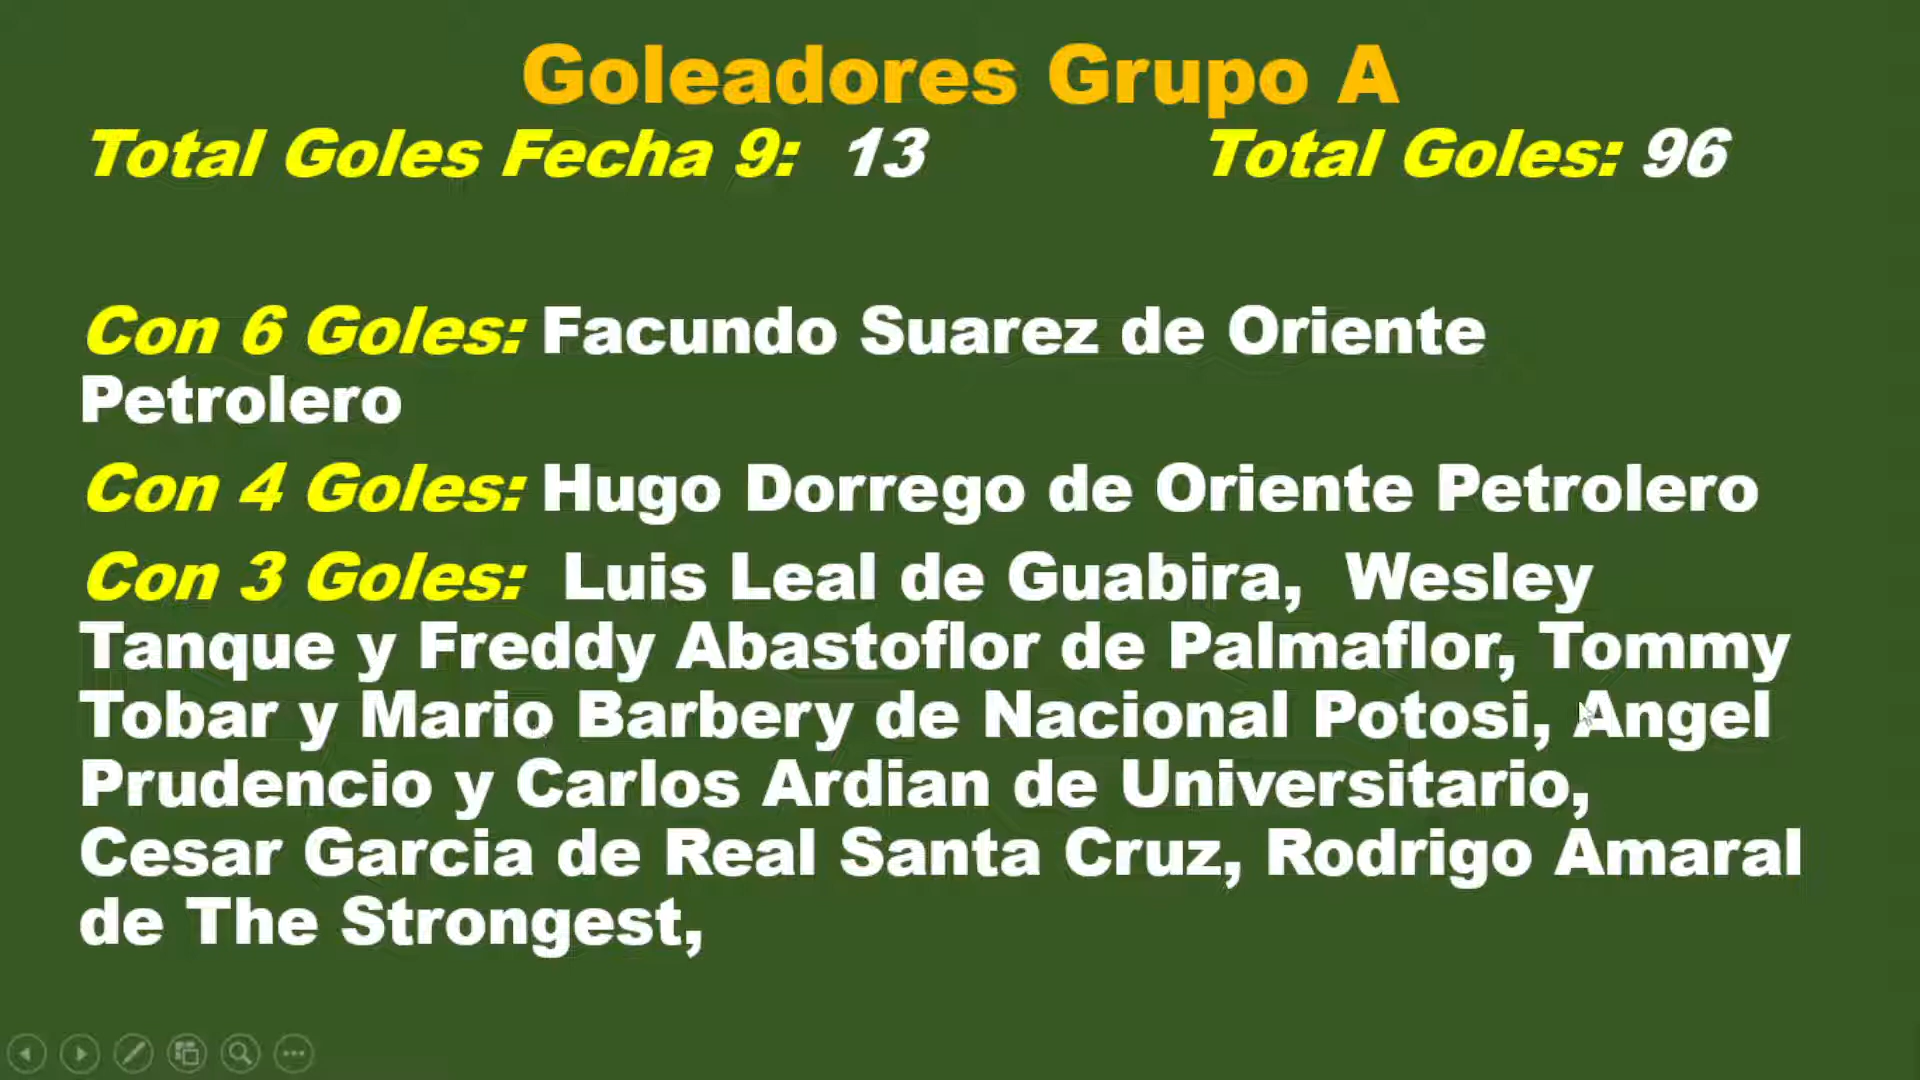 Goleadores Grupo A
Total Goles Fecha 9: 13 Total Goles: 96
Con 6 Goles: Facundo Suarez de Oriente
Petrolero
Con 4 Goles: Hugo Dorrego de Oriente Petrolero
Con 3 Goles: Luis Leal de Guabira, Wesley
Tanque y Freddy Abastoflor de Palmaflor, Tommy
Tobar y Mario Barbery de Nacional Potosi, Angel
Prudencio y Carlos Ardian de Universitario,
Cesar Garcia de Real Santa Cruz, Rodrigo Amaral
de The Strongest,